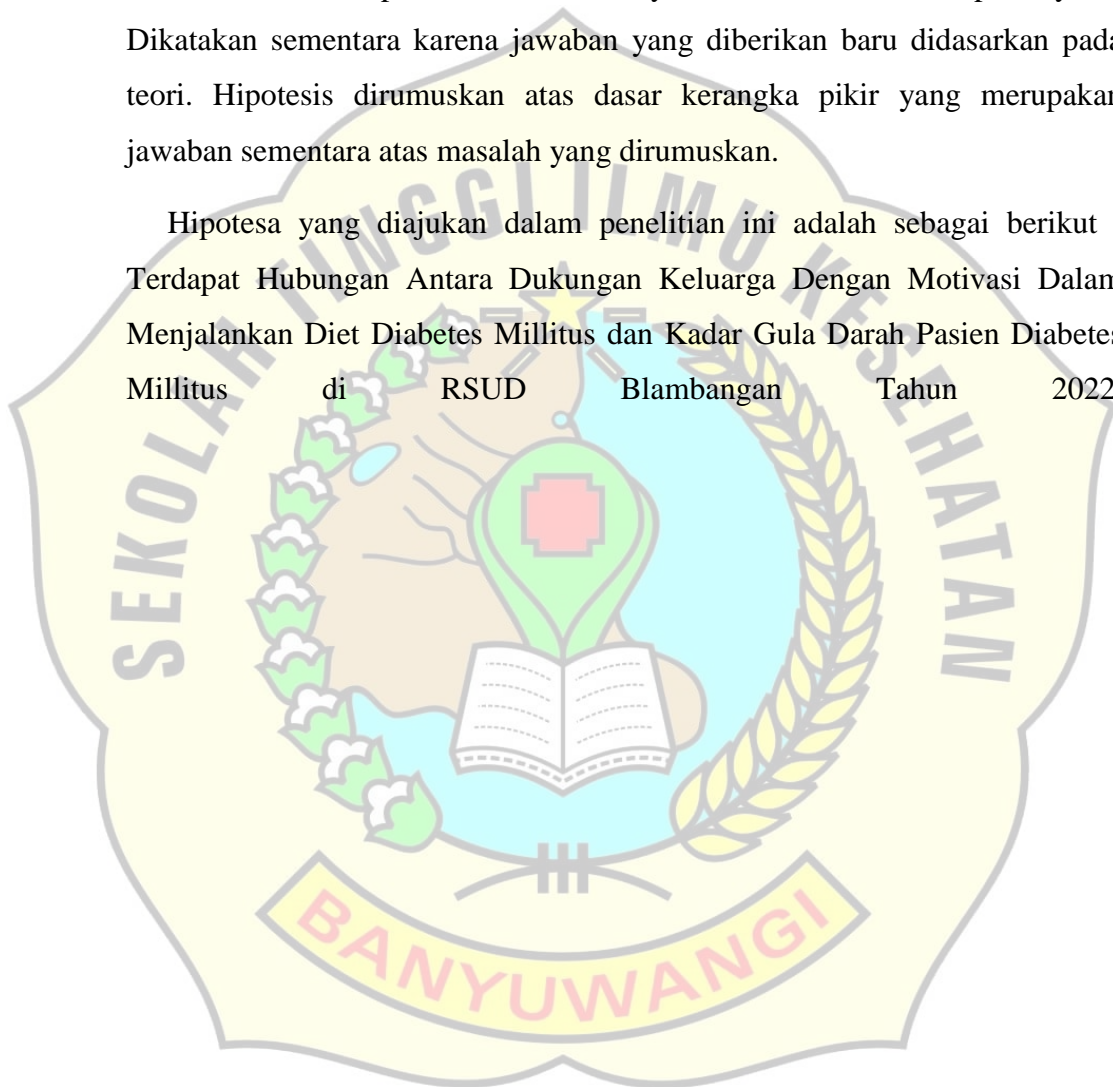 Dikatakan sementara karena jawaban yang diberikan baru didasarkan pada
teori. Hipotesis dirumuskan atas dasar kerangka pikir yang merupakan
jawaban sementara atas masalah yang dirumuskan.
Hipotesa yang diajukan dalam penelitian ini adalah sebagai berikut
Terdapat Hubungan Antara Dukungan Keluarga Dengan Motivasi Dalam
Menjalankan Diet Diabetes Millitus dan Kadar Gula Darah Pasien Diabetes
Millitus di RSUD Blambangan Tahun 2022
SEKOLAH TINGGI ILMU KESEHATAN
BANYUWANGI